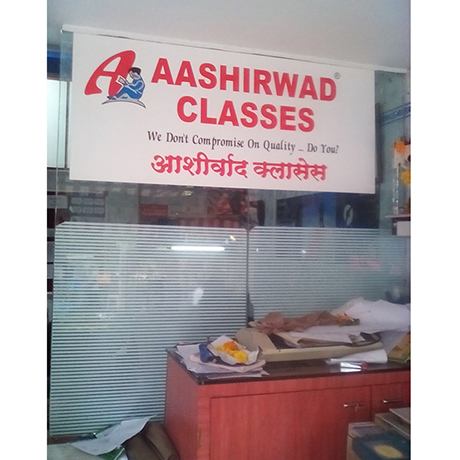 A AASHIRWAD®
CLASSES
We Don't Compromise On Quality ... Do You?
आशीर्वाद क्लासेस